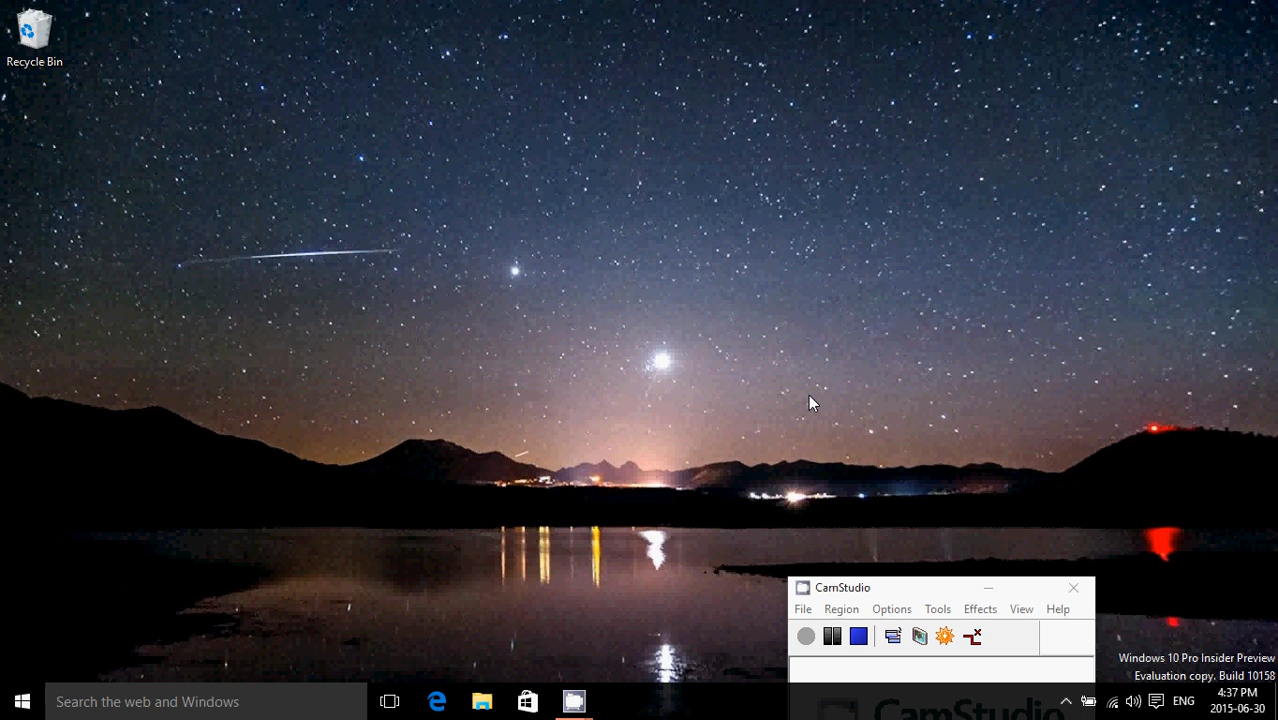 Recycle Bin
CamStudio
File Region Options Tools Effects View Help
CamStudio
Windows 10 Pro Insider Preview
Evaluation copy. Build 10158
Search the web and Windows
ENG
4:37 PM
2015-06-30